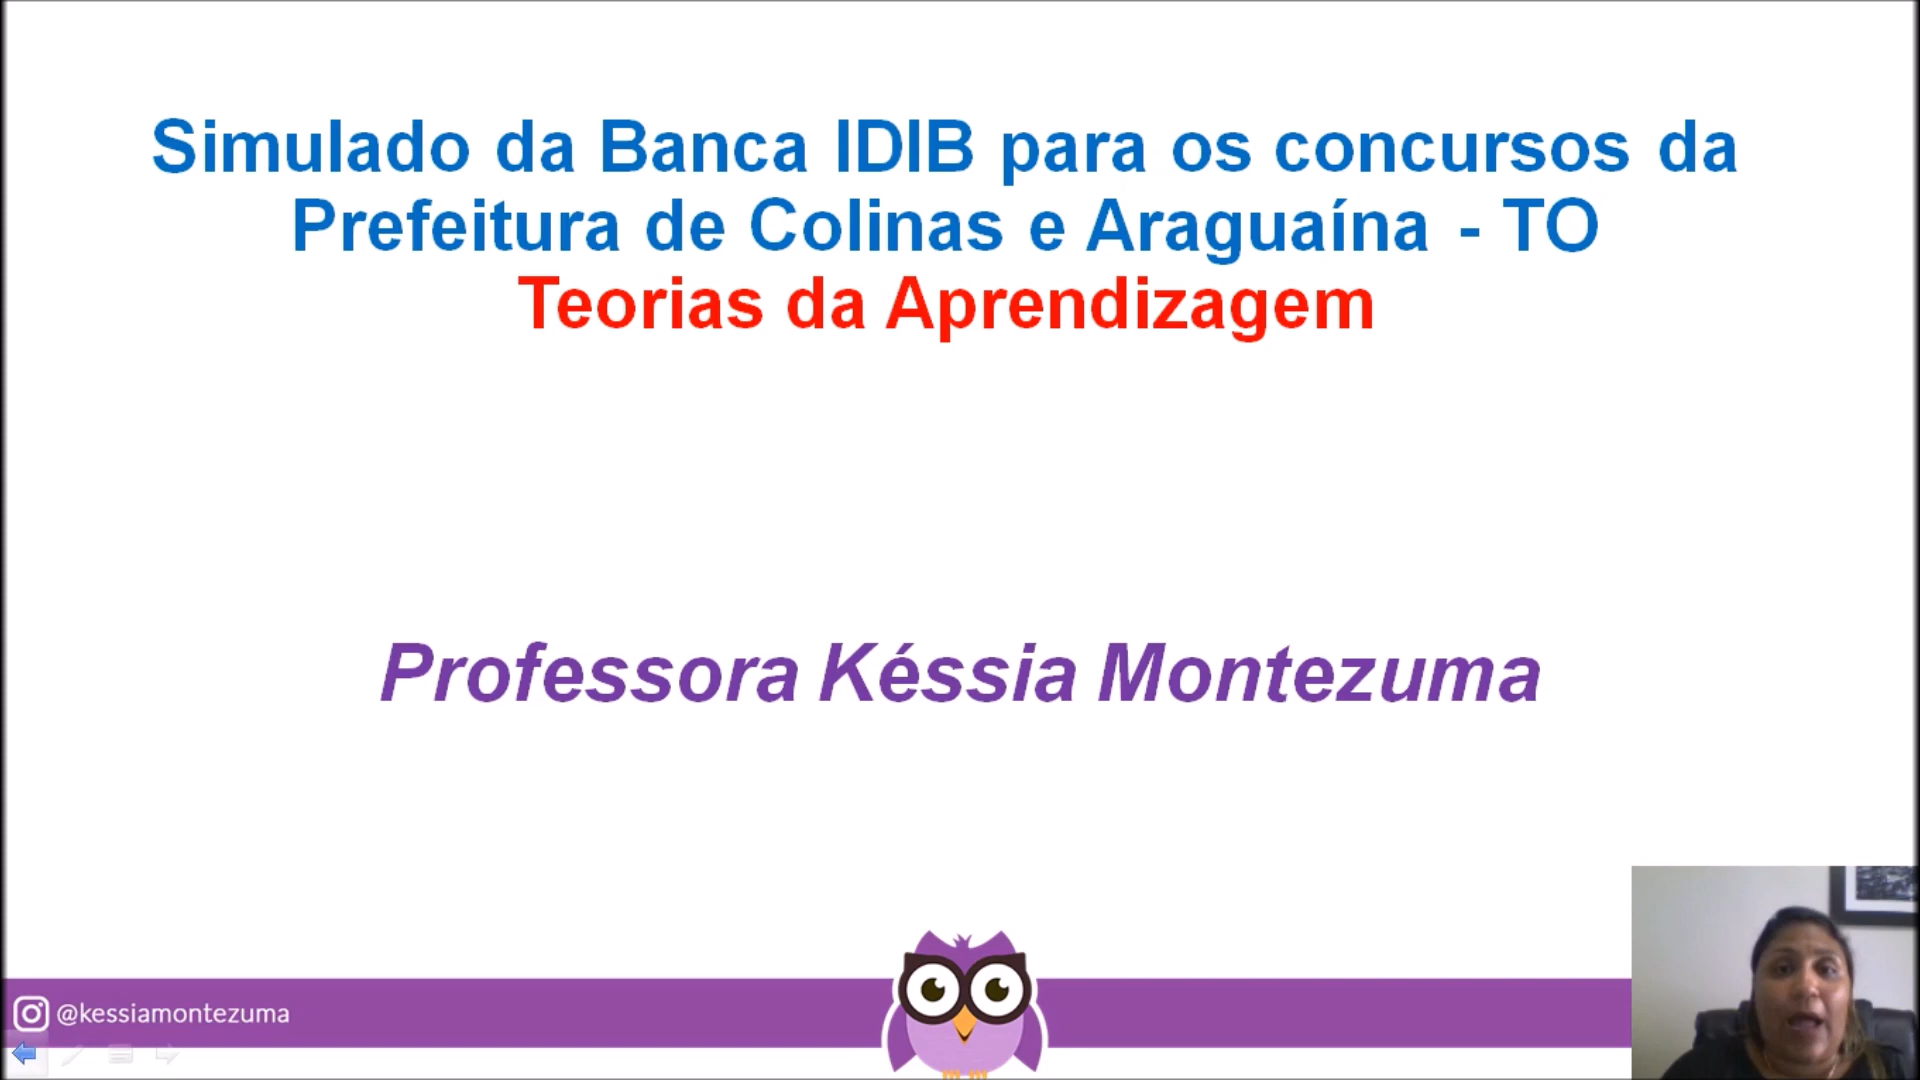 Simulado da Banca IDIB para os concursos da
Prefeitura de Colinas e Araguaína - TO
Teorias da Aprendizagem
Professora Késsia Montezuma
@kessiamontezuma